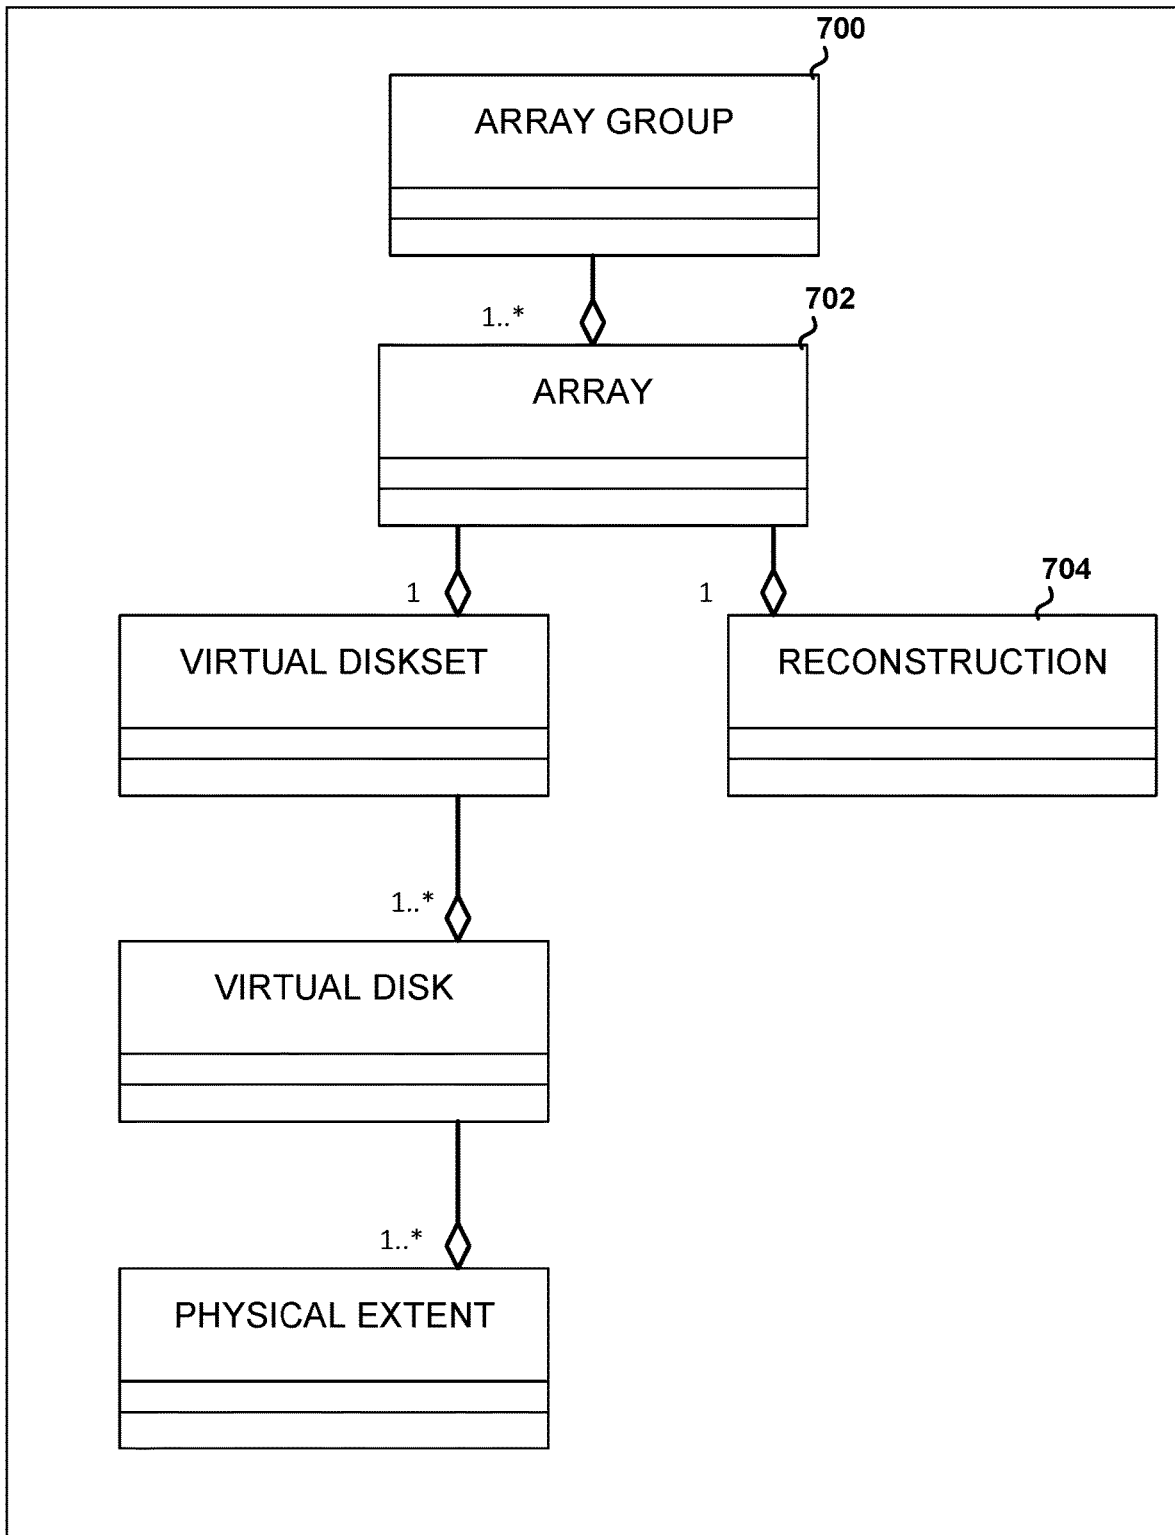 700
ARRAY GROUP
1..*
702
ARRAY
1
1
704
VIRTUAL DISKSET
RECONSTRUCTION
1..*
VIRTUAL DISK
1..*
PHYSICAL EXTENT